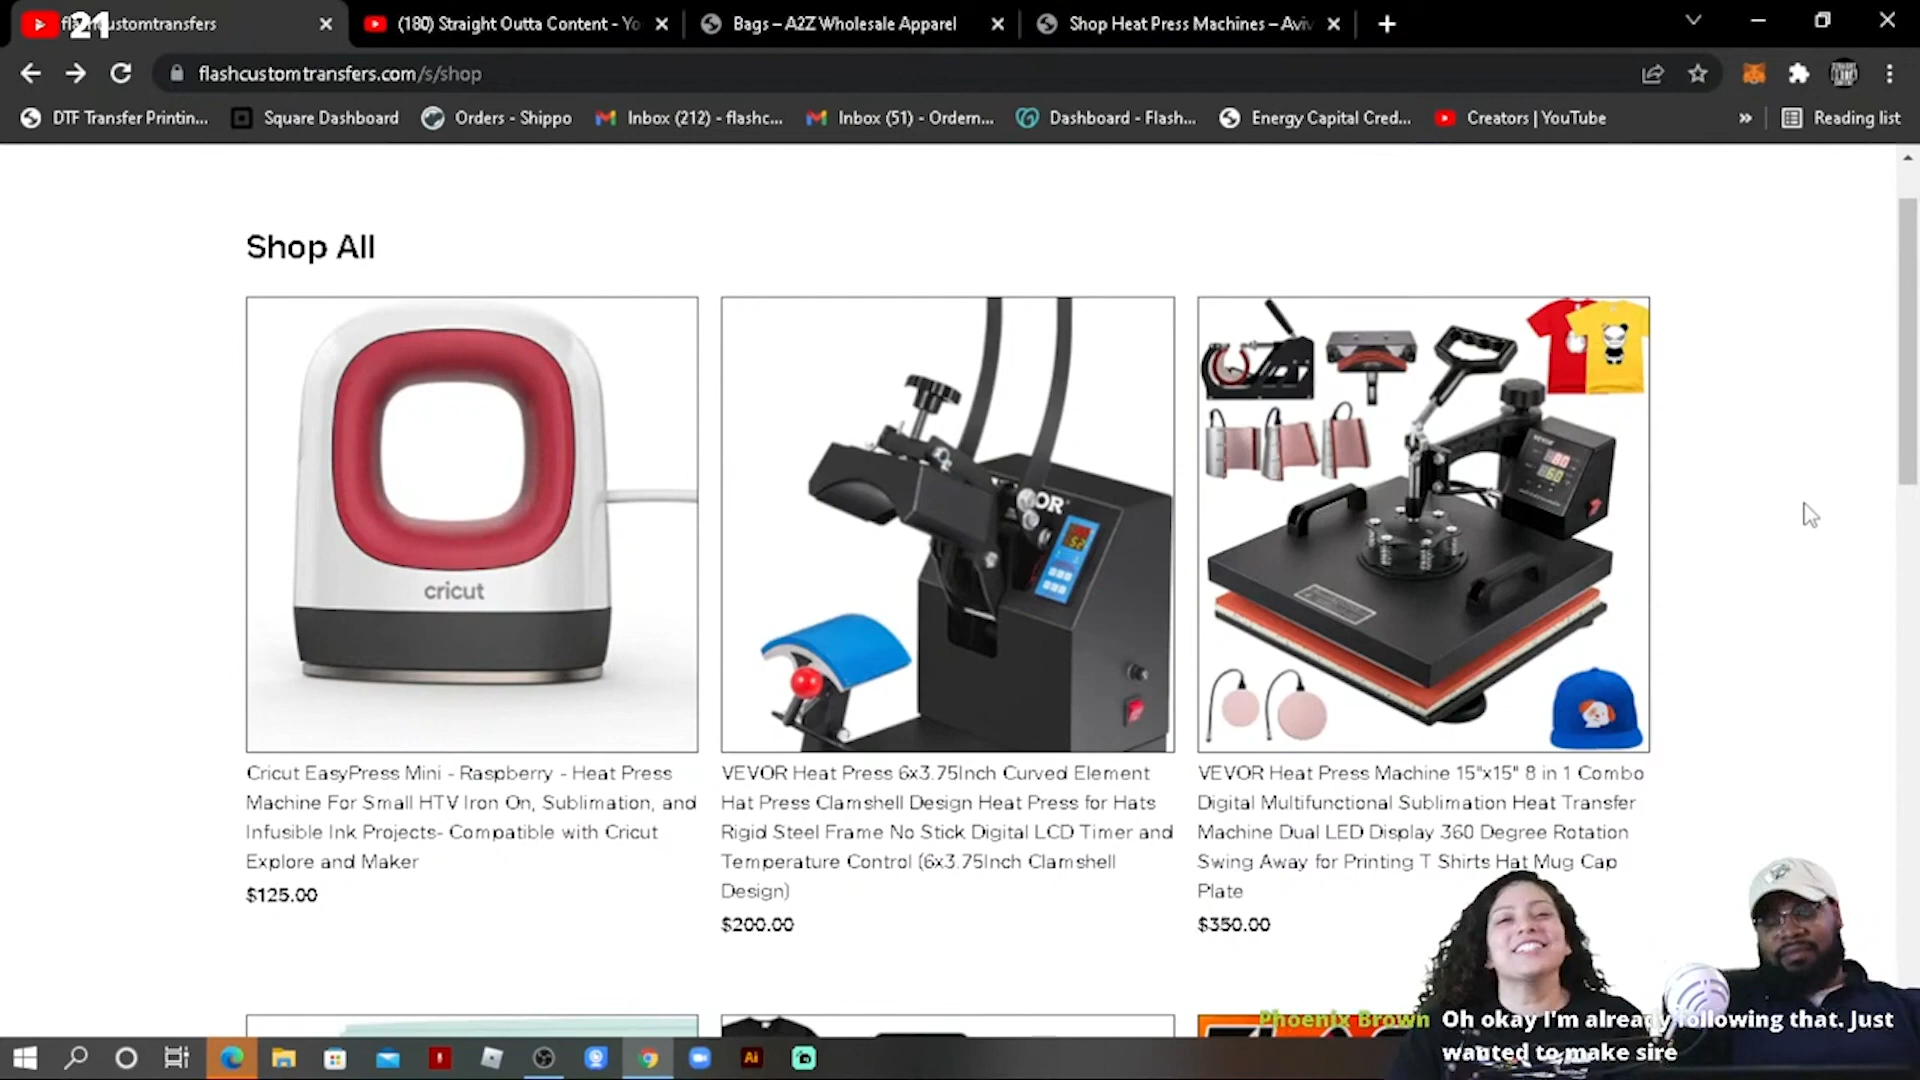 21
customtransfers
(180) Straight Outta Content - Yo
Bags – A2Z Wholesale Apparel
Shop Heat Press Machines – Aviv
flashcustomtransfers.com/s/shop
DTF Transfer Printin...
Square Dashboard
Orders - Shippo
Inbox (212) - flashc...
Inbox (51) - Ordern...
Dashboard - Flash...
Energy Capital Cred...
Creators | YouTube
»
Reading list
Shop All
cricut
VEVOR
Cricut EasyPress Mini - Raspberry - Heat Press
Machine For Small HTV Iron On, Sublimation, and
Infusible Ink Projects- Compatible with Cricut
Explore and Maker
$125.00
VEVOR Heat Press 6x3.75Inch Curved Element
Hat Press Clamshell Design Heat Press for Hats
Rigid Steel Frame No Stick Digital LCD Timer and
Temperature Control (6x3.75Inch Clamshell
Design)
$200.00
VEVOR Heat Press Machine 15"x15" 8 in 1 Combo
Digital Multifunctional Sublimation Heat Transfer
Machine Dual LED Display 360 Degree Rotation
Swing Away for Printing T Shirts Hat Mug Cap
Plate
$350.00
Phoenix Brown Oh okay I'm already following that. Just
wanted to make sire
Ai